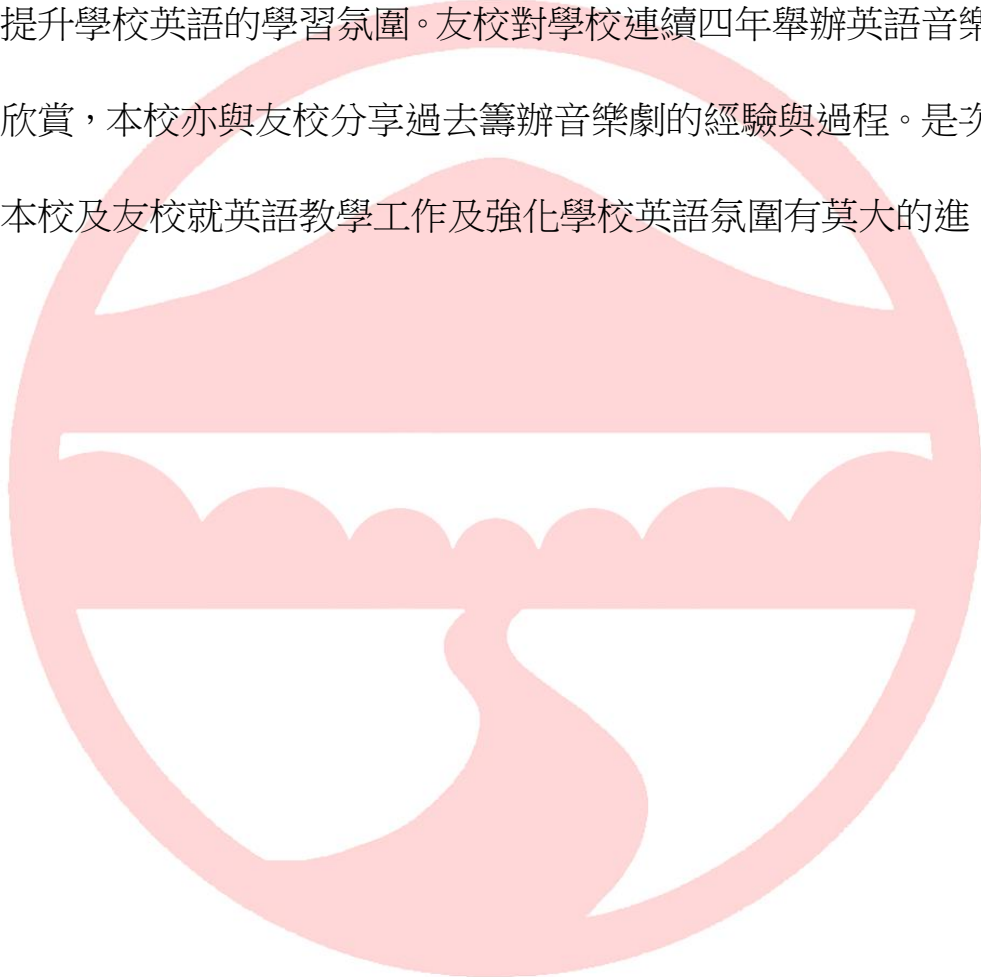 提升學校英語的學習氛圍。友校對學校連續四年舉辦英語音樂
欣賞，本校亦與友校分享過去籌辦音樂劇的經驗與過程。是次
本校及友校就英語教學工作及強化學校英語氛圍有莫大的進